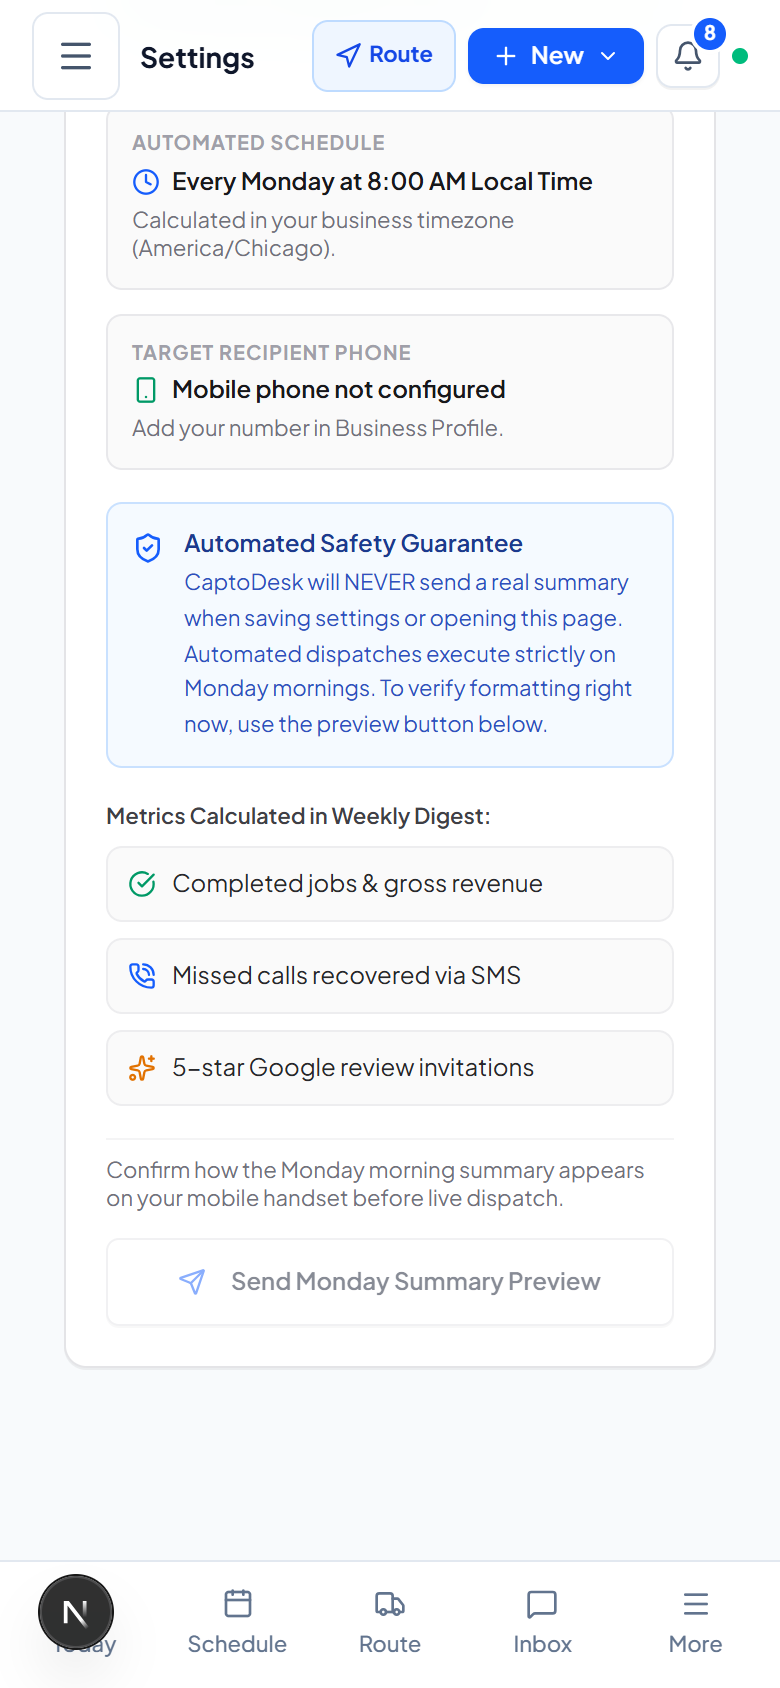 Settings
Route
New
8
AUTOMATED SCHEDULE
Every Monday at 8:00 AM Local Time
Calculated in your business timezone
(America/Chicago).
TARGET RECIPIENT PHONE
Mobile phone not configured
Add your number in Business Profile.
Automated Safety Guarantee
CaptoDesk will NEVER send a real summary
when saving settings or opening this page.
Automated dispatches execute strictly on
Monday mornings. To verify formatting right
now, use the preview button below.
Metrics Calculated in Weekly Digest:
Completed jobs & gross revenue
Missed calls recovered via SMS
5-star Google review invitations
Confirm how the Monday morning summary appears
on your mobile handset before live dispatch.
Send Monday Summary Preview
N
Today
Schedule
Route
Inbox
More